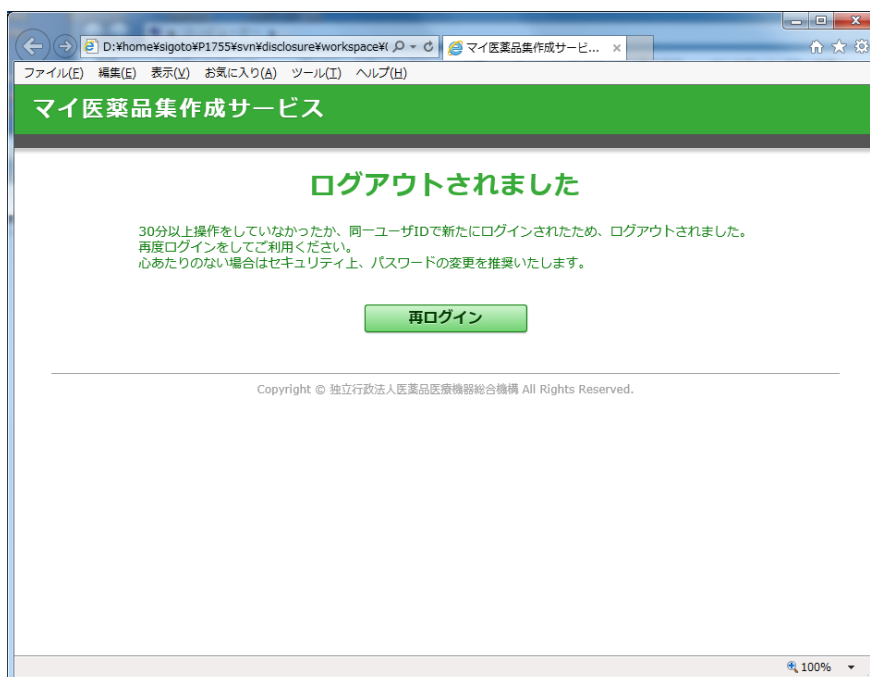 D:¥home¥sigoto¥P1755¥svn¥disclosure¥workspace¥(
マイ医薬品集作成サービ... ×
ファイル(F) 編集(E) 表示(V) お気に入り(A) ツール(T) ヘルプ(H)
マイ医薬品集作成サービス
ログアウトされました
30分以上操作をしていなかったか、同一ユーザIDで新たにログインされたため、ログアウトされました。
再度ログインをしてご利用ください。
心あたりのない場合はセキュリティ上、パスワードの変更を推奨いたします。
再ログイン
Copyright © 独立行政法人医薬品医療機器総合機構 All Rights Reserved.
100%